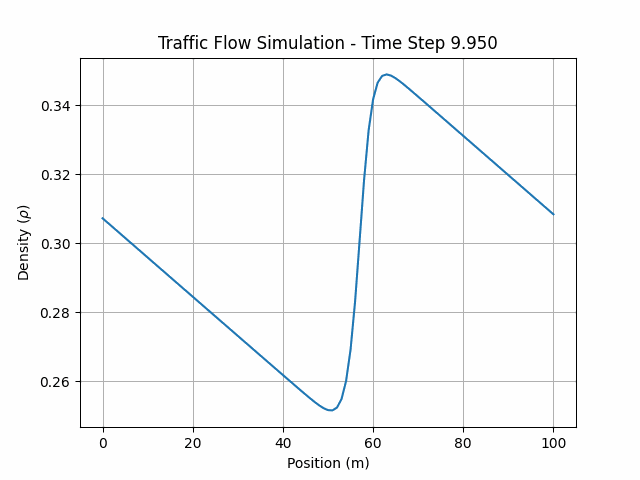 Traffic Flow Simulation - Time Step 9.950
Density (ρ)
0.34
0.32
0.30
0.28
0.26
0 20 40 60 80 100
Position (m)